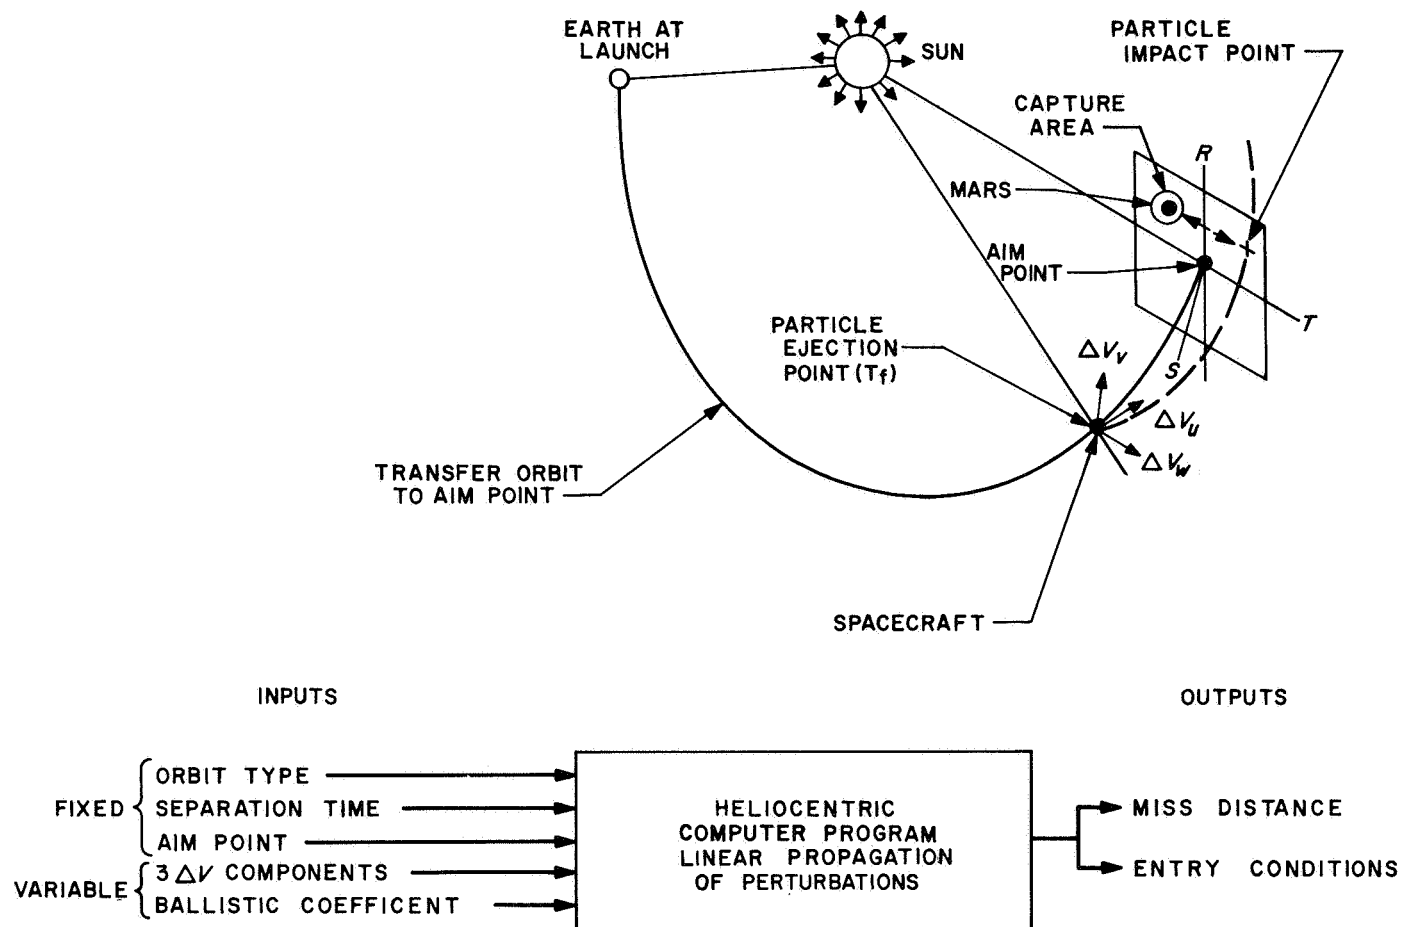 EARTH AT
LAUNCH
SUN
PARTICLE
IMPACT POINT
CAPTURE
AREA
R
MARS
AIM
POINT
T
PARTICLE
EJECTION
POINT (Tf)
S
ΔVv
ΔVu
ΔVw
TRANSFER ORBIT
TO AIM POINT
SPACECRAFT
INPUTS
OUTPUTS
FIXED
ORBIT TYPE
SEPARATION TIME
AIM POINT
VARIABLE
3 ΔV COMPONENTS
BALLISTIC COEFFICENT
HELIOCENTRIC
COMPUTER PROGRAM
LINEAR PROPAGATION
OF PERTURBATIONS
MISS DISTANCE
ENTRY CONDITIONS